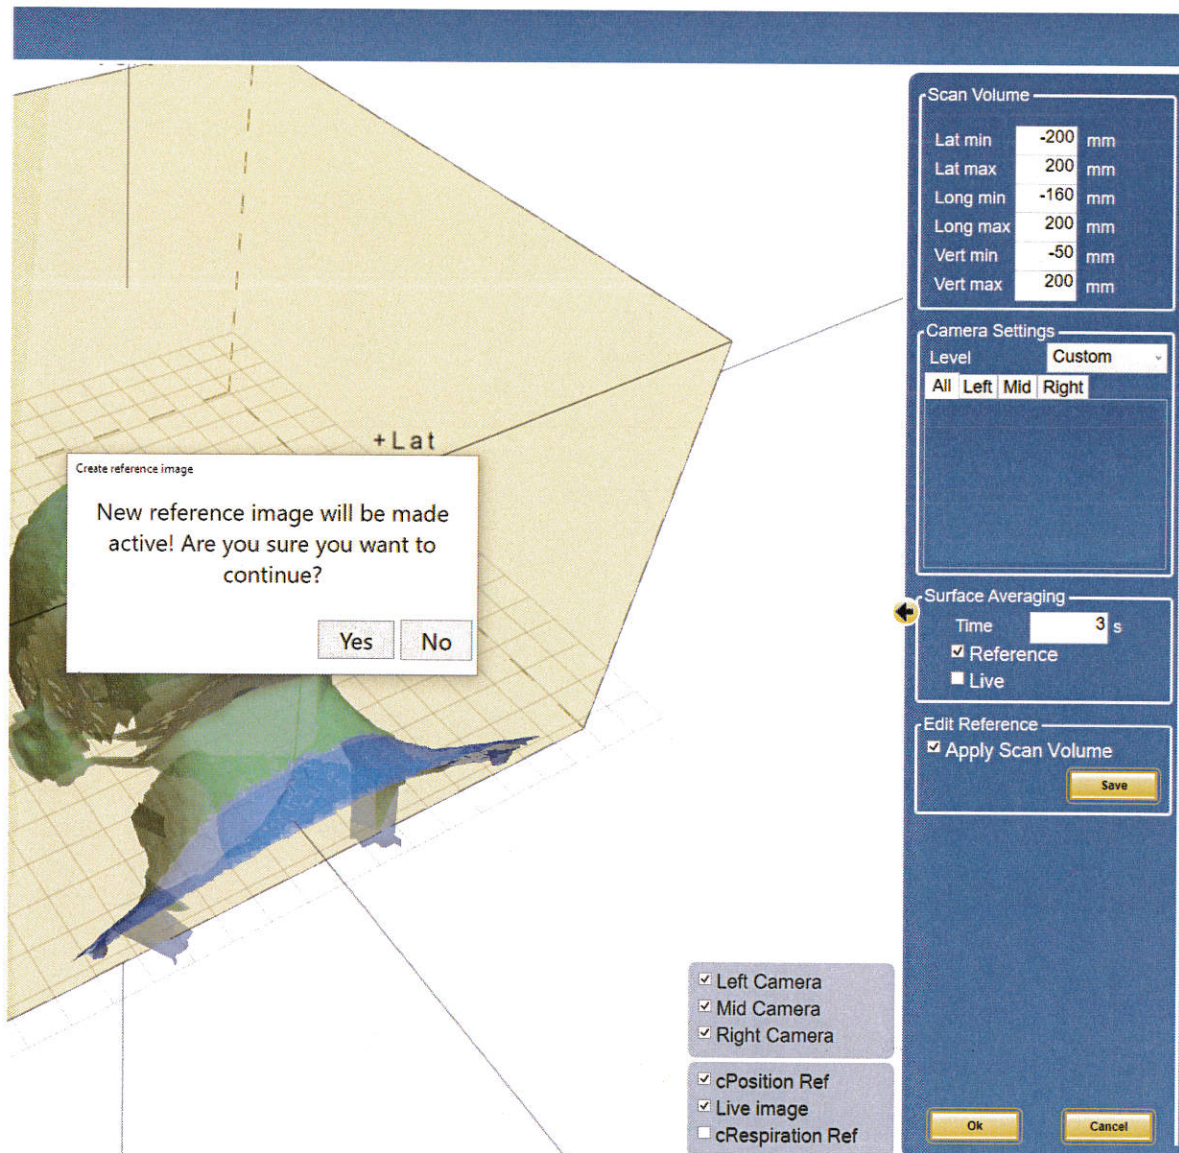 +Lat
Create reference image
New reference image will be made
active! Are you sure you want to
continue?
Yes No
Scan Volume
Lat min -200 mm
Lat max 200 mm
Long min -160 mm
Long max 200 mm
Vert min -50 mm
Vert max 200 mm
Camera Settings
Level Custom
All Left Mid Right
Surface Averaging
Time 3 s
Reference
Live
Edit Reference
Apply Scan Volume
Save
Left Camera
Mid Camera
Right Camera
cPosition Ref
Live image
cRespiration Ref
Ok Cancel